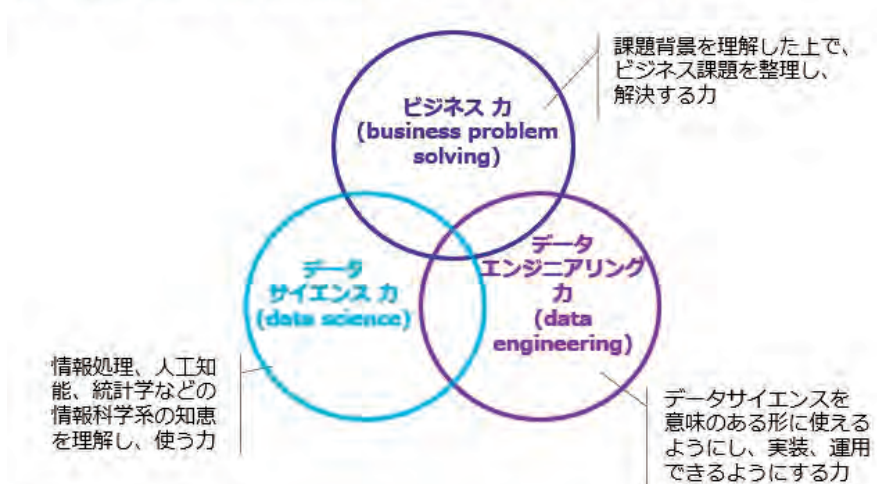 課題背景を理解した上で、
ビジネス課題を整理し、
解決する力
ビジネス 力
(business problem
solving)
データ
サイエンス 力
(data science)
データ
エンジニアリング
力
(data
engineering)
情報処理、人工知
能、統計学などの
情報科学系の知恵
を理解し、使う力
データサイエンスを
意味のある形に使える
ようにし、実装、運用
できるようにする力